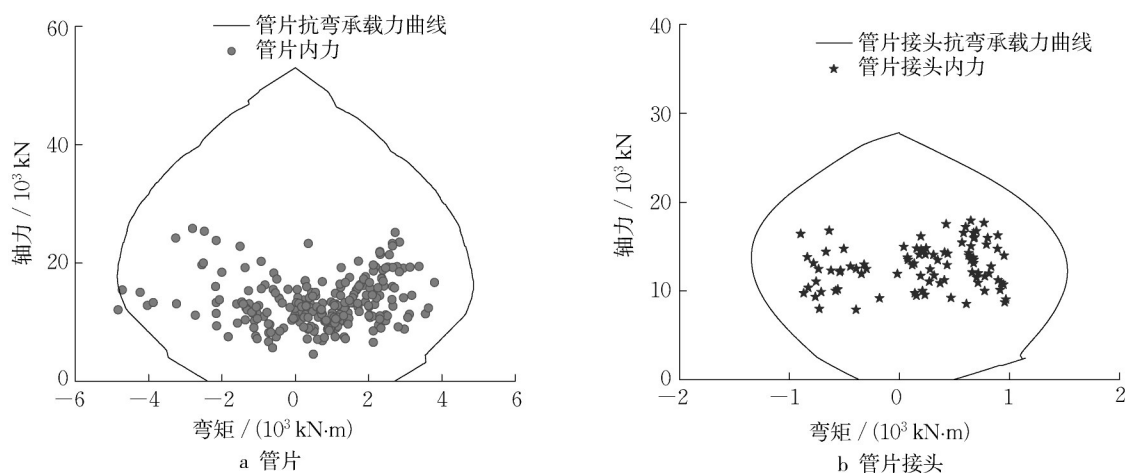 管片抗弯承载力曲线
管片内力
轴力 / 10³ kN
60
40
20
0
−6
−4
−2
0
2
4
6
弯矩 / (10³ kN·m)
a 管片
管片接头抗弯承载力曲线
管片接头内力
轴力 / 10³ kN
40
30
20
10
0
−2
−1
0
1
2
弯矩 / (10³ kN·m)
b 管片接头